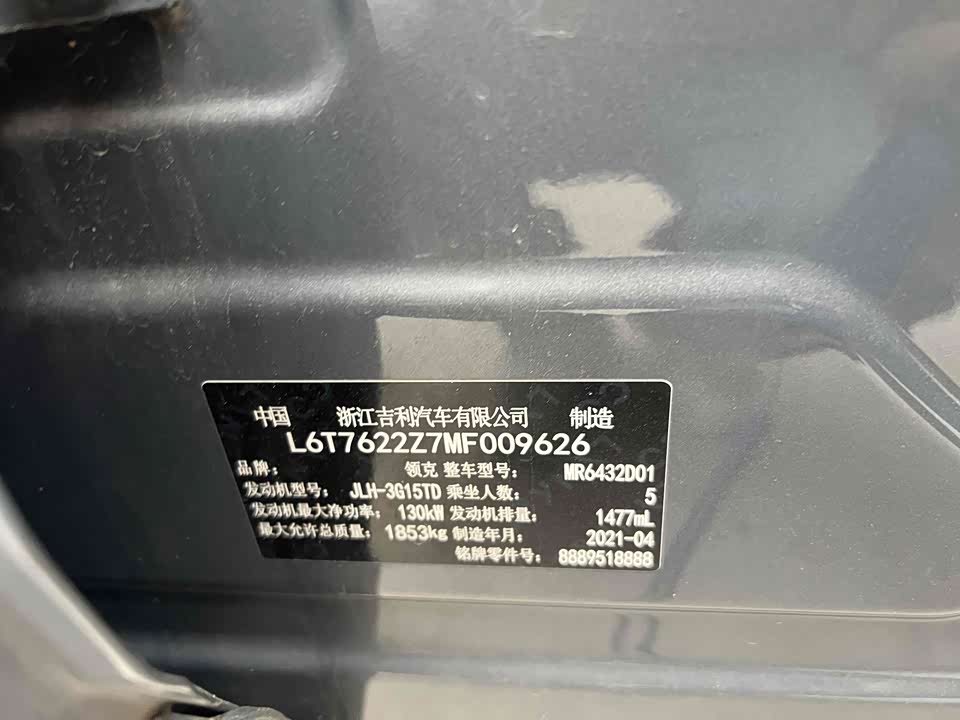 中国 浙江吉利汽车有限公司 制造
L6T7622Z7MF009626
品牌： 领克 整车型号： MR6432D01
发动机型号： JLH-3G15TD 乘坐人数： 5
发动机最大净功率： 130kW 发动机排量： 1477mL
最大允许总质量： 1853kg 制造年月： 2021-04
铭牌零件号： 8889518888